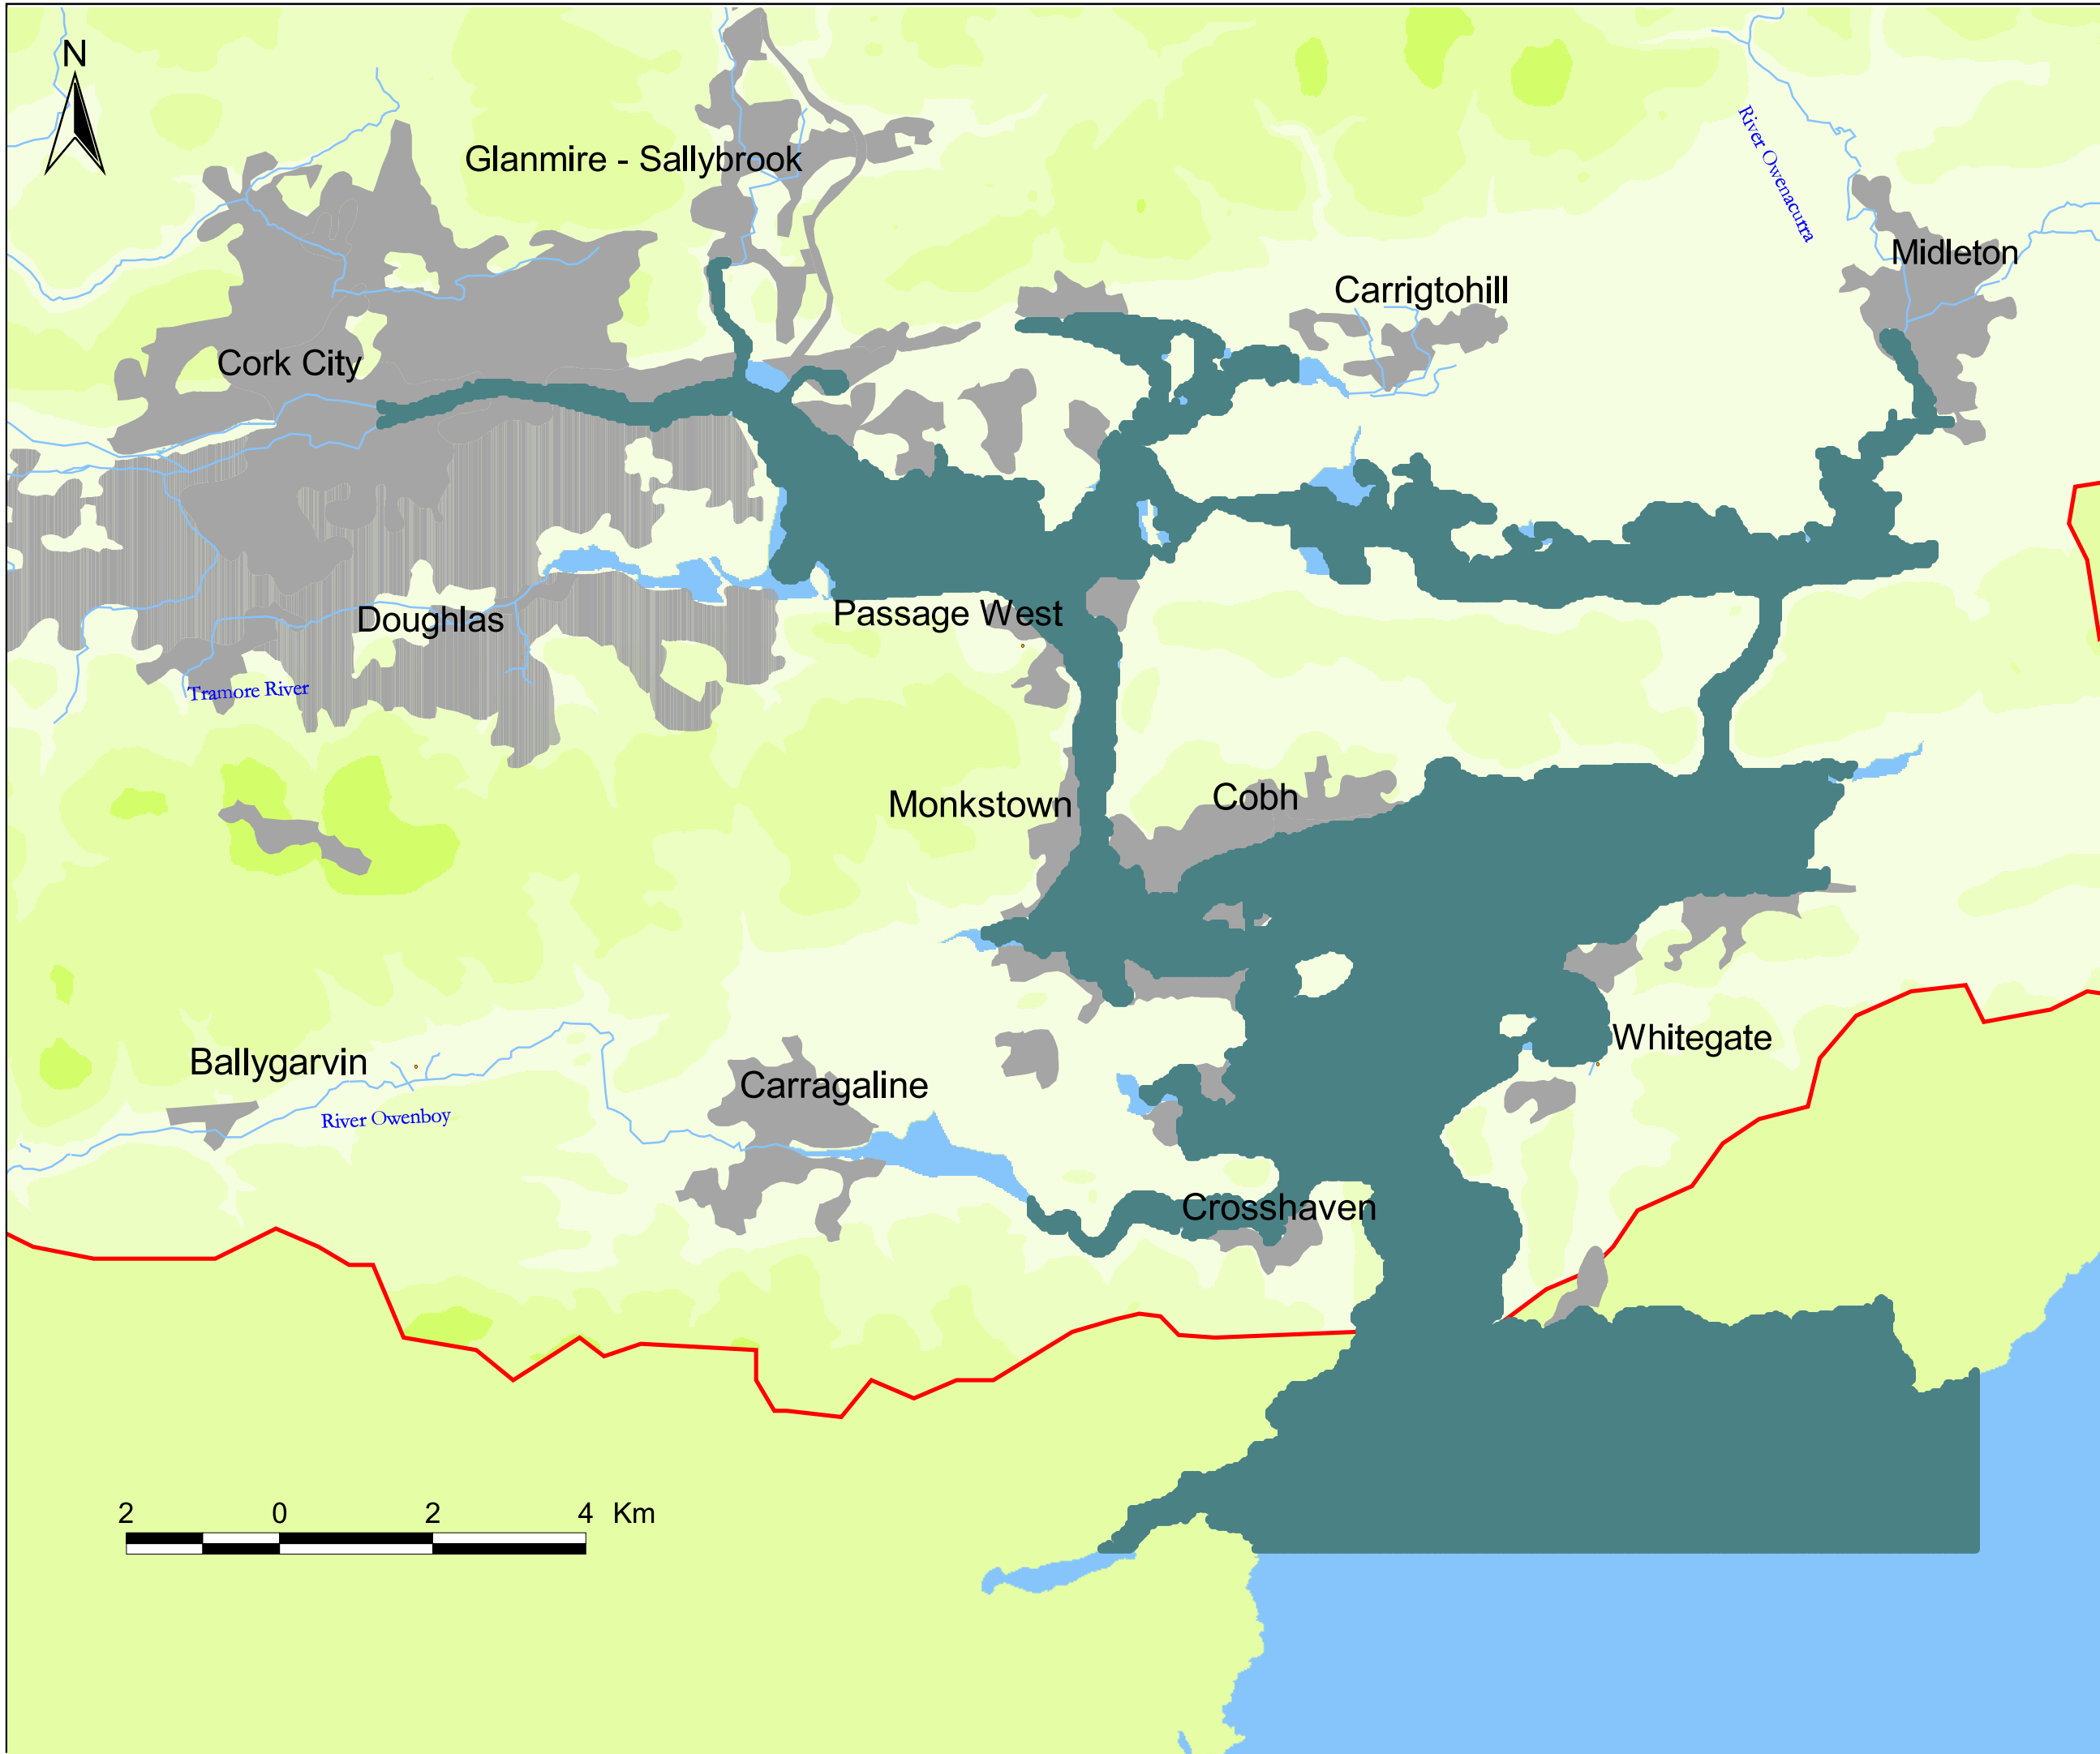 N
River Owenacurra
Glanmire - Sallybrook
Midleton
Carrigtohill
Cork City
Passage West
Doughlas
Tramore River
Cobh
Monkstown
Whitegate
Ballygarvin
Carragaline
River Owenboy
Crosshaven
2 0 2 4 Km